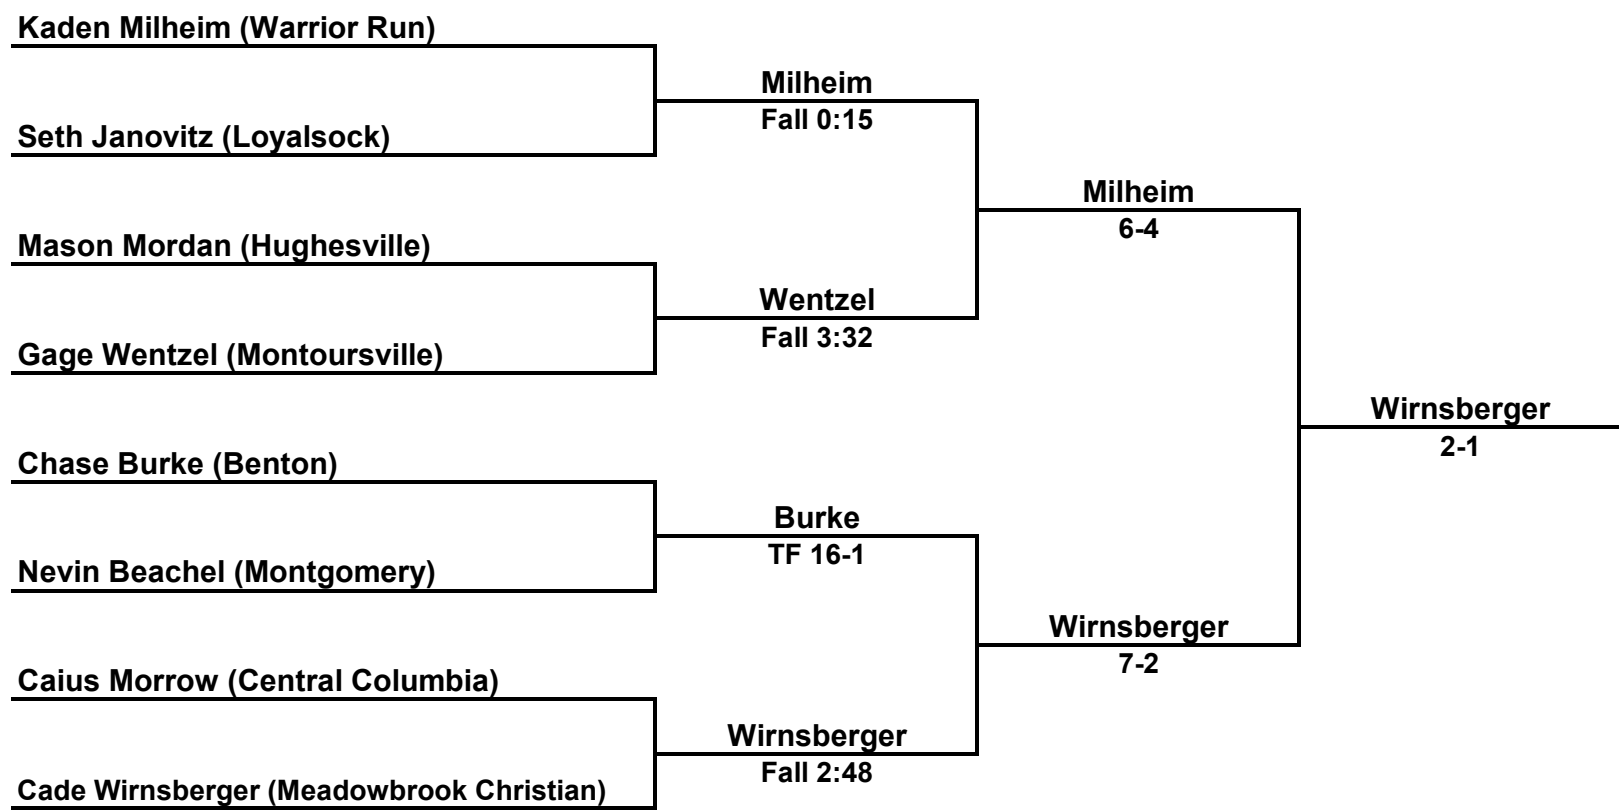 Kaden Milheim (Warrior Run)
Milheim
Fall 0:15
Seth Janovitz (Loyalsock)
Milheim
6-4
Mason Mordan (Hughesville)
Wentzel
Fall 3:32
Gage Wentzel (Montoursville)
Wirnsberger
2-1
Chase Burke (Benton)
Burke
TF 16-1
Nevin Beachel (Montgomery)
Wirnsberger
7-2
Caius Morrow (Central Columbia)
Wirnsberger
Fall 2:48
Cade Wirnsberger (Meadowbrook Christian)